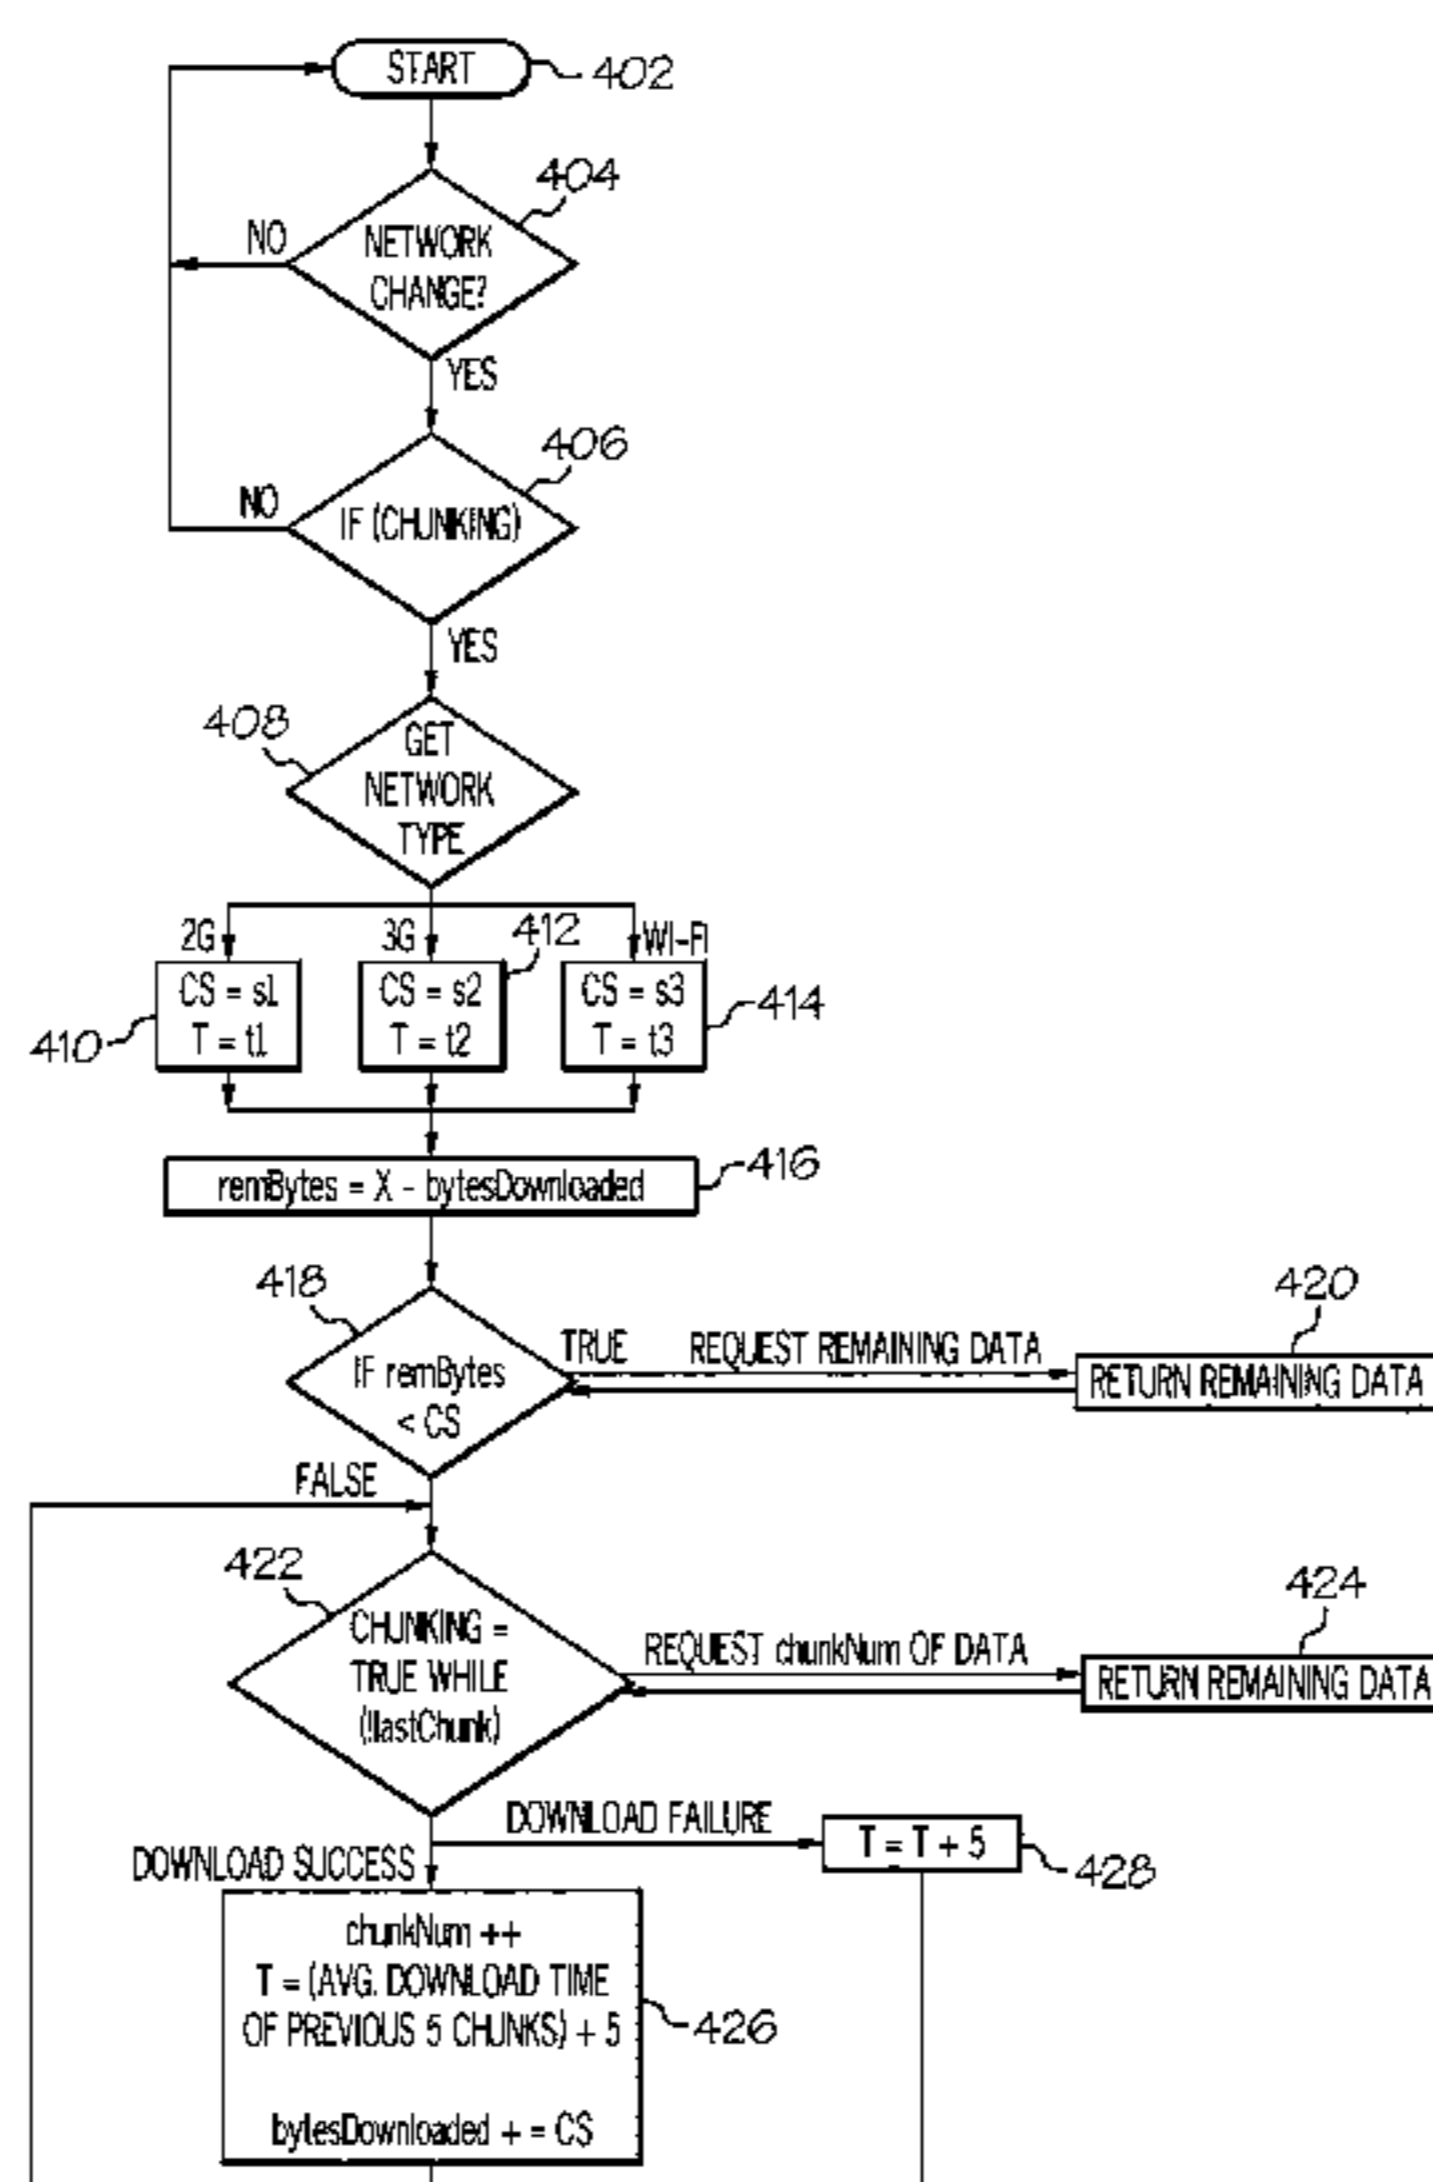 START
402
404
NETWORK
CHANGE?
NO
YES
406
IF (CHUNKING)
NO
YES
408
GET
NETWORK
TYPE
2G
3G
412
WI-FI
CS = s1
T = t1
410
CS = s2
T = t2
CS = s3
T = t3
414
remBytes = X - bytesDownloaded
416
418
IF remBytes
< CS
TRUE
REQUEST REMAINING DATA
420
RETURN REMAINING DATA
FALSE
422
CHUNKING =
TRUE WHILE
(!lastChunk)
REQUEST chunkNum OF DATA
424
RETURN REMAINING DATA
DOWNLOAD FAILURE
T = T + 5
428
DOWNLOAD SUCCESS
chunkNum ++
T = (AVG. DOWNLOAD TIME
OF PREVIOUS 5 CHUNKS) + 5
bytesDownloaded + = CS
426